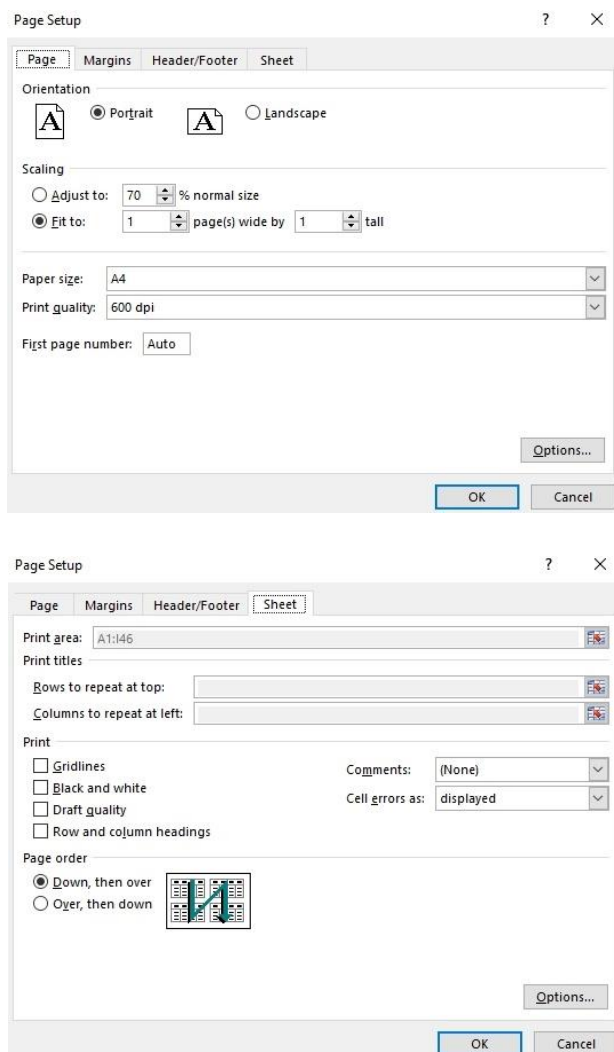 Page Setup ? ×
Page Margins Header/Footer Sheet
Orientation
A Portrait A Landscape
Scaling
Adjust to: 70 % normal size
Fit to: 1 page(s) wide by 1 tall
Paper size: A4
Print quality: 600 dpi
First page number: Auto
Options...
OK Cancel
Page Setup ? ×
Page Margins Header/Footer Sheet
Print area: A1:I46
Print titles
Rows to repeat at top:
Columns to repeat at left:
Print
Gridlines
Comments: (None)
Black and white
Cell errors as: displayed
Draft quality
Row and column headings
Page order
Down, then over
Over, then down
Options...
OK Cancel